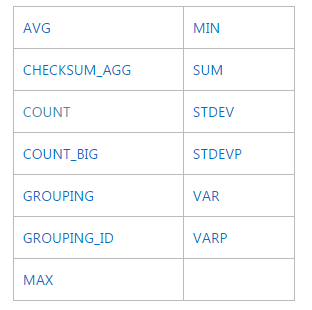 AVG MIN
CHECKSUM_AGG SUM
COUNT STDEV
COUNT_BIG STDEVP
GROUPING VAR
GROUPING_ID VARP
MAX